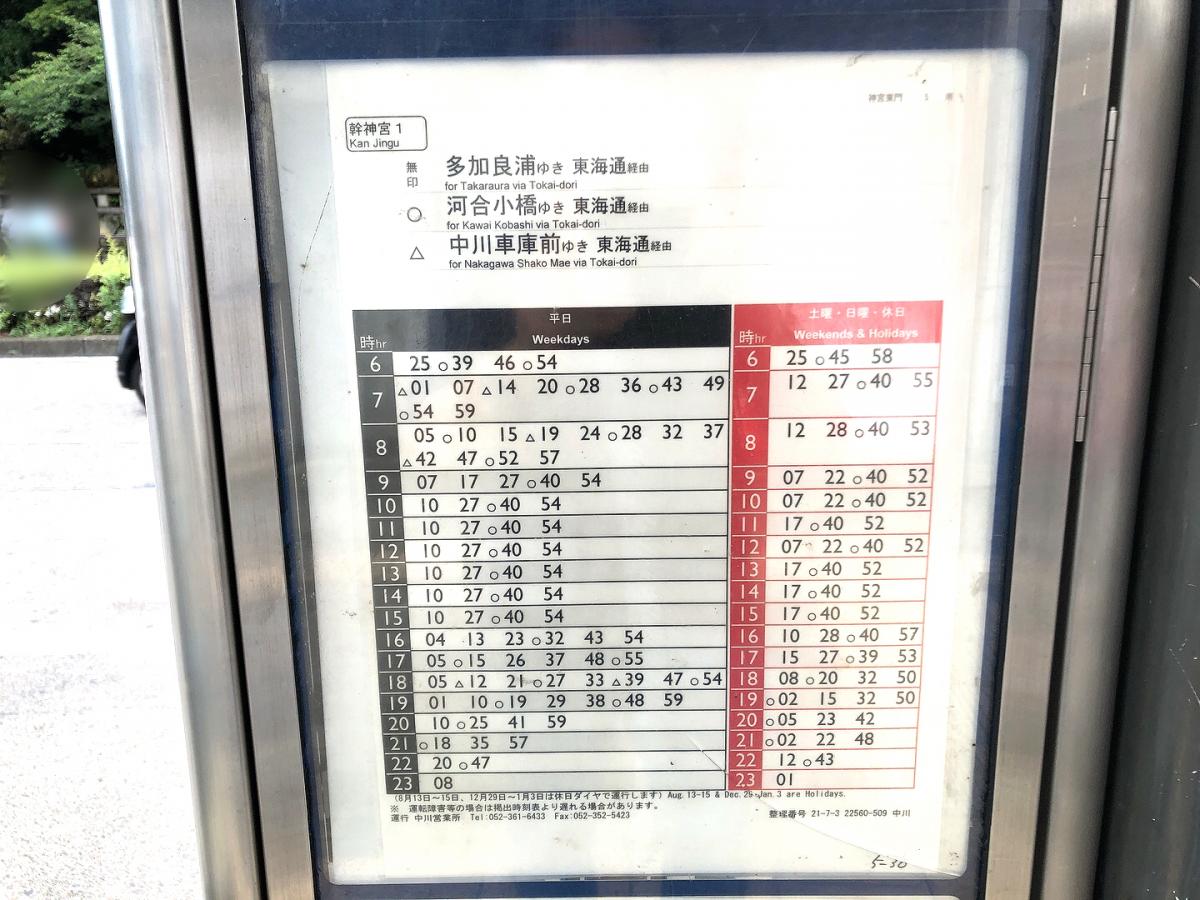 神宮東門
幹神宮1
Kan Jingu
無印 多加良浦ゆき 東海通経由
for Takaraura via Tokai-dori
○ 河合小橋ゆき 東海通経由
for Kawai Kobashi via Tokai-dori
△ 中川車庫前ゆき 東海通経由
for Nakagawa Shako Mae via Tokai-dori
時hr 平日 Weekdays 時hr 土曜・日曜・休日 Weekends & Holidays
6 25 ○39 46 ○54 6 25 ○45 58
7 △01 07 △14 20 ○28 36 ○43 49 7 12 27 ○40 55
○54 59
8 05 ○10 15 △19 24 ○28 32 37 8 12 28 ○40 53
△42 47 ○52 57
9 07 17 27 ○40 54 9 07 22 ○40 52
10 10 27 ○40 54 10 07 22 ○40 52
11 10 27 ○40 54 11 17 ○40 52
12 10 27 ○40 54 12 07 22 ○40 52
13 10 27 ○40 54 13 17 ○40 52
14 10 27 ○40 54 14 17 ○40 52
15 10 27 ○40 54 15 17 ○40 52
16 04 13 23 ○32 43 54 16 10 28 ○40 57
17 05 ○15 26 37 48 ○55 17 15 27 ○39 53
18 05 △12 21 ○27 33 △39 47 ○54 18 08 ○20 32 50
19 01 10 ○19 29 38 ○48 59 19 ○02 15 32 50
20 10 ○25 41 59 20 ○05 23 42
21 ○18 35 57 21 ○02 22 48
22 20 ○47 22 12 ○43
23 08 23 01
(8月13日~15日、12月29日~1月3日は休日ダイヤで運行します) Aug.13-15 & Dec.29-Jan.3 are Holidays.
※ 運転障害等の場合は掲出時刻表より遅れる場合があります。
運行 中川営業所 Tel:052-361-6433 Fax:052-352-5423 整理番号 21-7-3 22560-509 中川
5-30